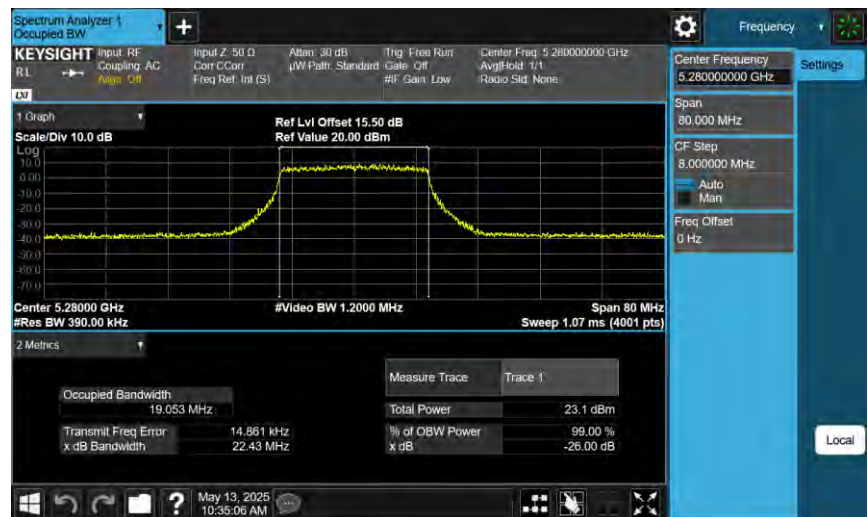 Spectrum Analyzer 1
Occupied BW
Frequency
KEYSIGHT
RL
LXI
Input: RF
Coupling: AC
Align: Off
Input Z: 50 Ω
Corr CCorr
Freq Ref: Int (S)
Atten: 30 dB
µW Path: Standard
Trig: Free Run
Gate: Off
#IF Gain: Low
Center Freq: 5.280000000 GHz
Avg|Hold: 1/1
Radio Std: None
Center Frequency
5.280000000 GHz
Settings
Span
80.000 MHz
CF Step
8.000000 MHz
Auto
Man
Freq Offset
0 Hz
Local
1 Graph
Scale/Div 10.0 dB
Ref Lvl Offset 15.50 dB
Ref Value 20.00 dBm
Log
10.0
0.00
-10.0
-20.0
-30.0
-40.0
-50.0
-60.0
-70.0
Center 5.28000 GHz
#Res BW 390.00 kHz
#Video BW 1.2000 MHz
Span 80 MHz
Sweep 1.07 ms (4001 pts)
2 Metrics
Measure Trace Trace 1
Occupied Bandwidth
19.053 MHz
Total Power 23.1 dBm
Transmit Freq Error 14.861 kHz
% of OBW Power 99.00 %
x dB Bandwidth 22.43 MHz
x dB -26.00 dB
?
May 13, 2025
10:35:06 AM